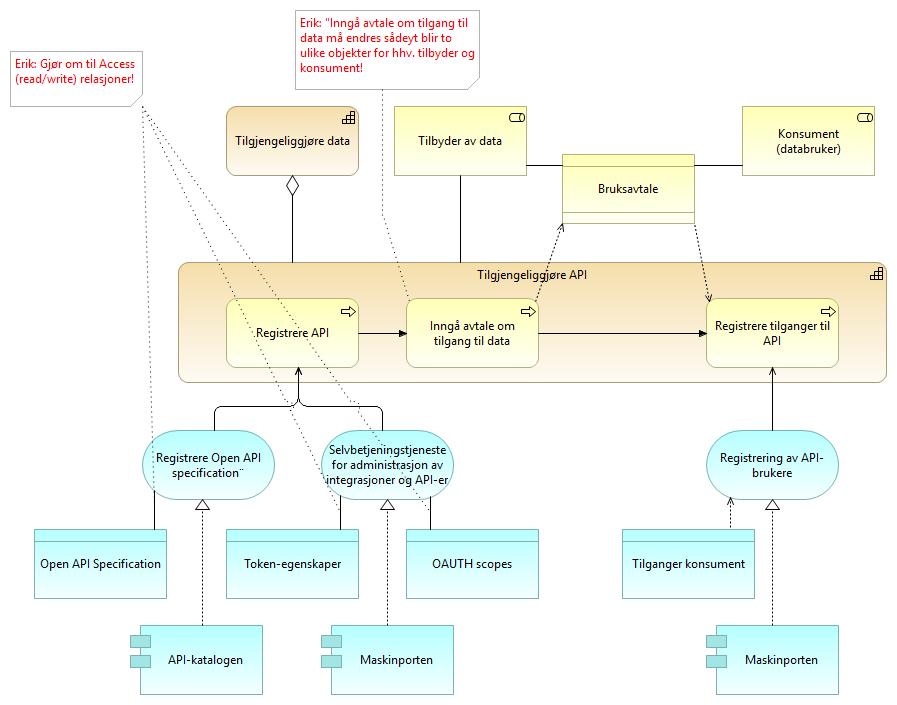 Erik: "Inngå avtale om tilgang til
data må endres sådeyt blir to
ulike objekter for hhv. tilbyder og
konsument!
Erik: Gjør om til Access
(read/write) relasjoner!
Tilgjengeliggjøre data
Tilbyder av data
Konsument
(databruker)
Bruksavtale
Tilgjengeliggjøre API
Registrere API
Inngå avtale om
tilgang til data
Registrere tilganger til
API
Registrere Open API
specification¨
Selvbetjeningstjeneste
for administrasjon av
integrasjoner og API-er
Registrering av API-
brukere
Open API Specification
Token-egenskaper
OAUTH scopes
Tilganger konsument
API-katalogen
Maskinporten
Maskinporten